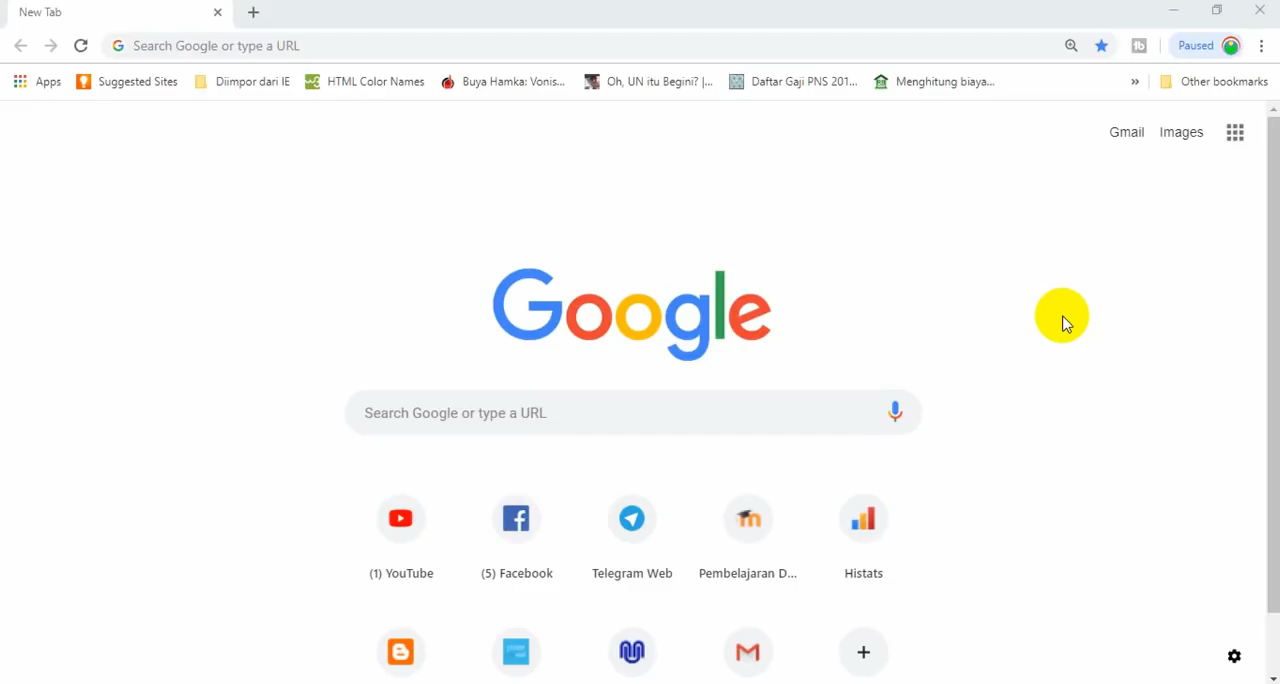 New Tab
Search Google or type a URL
Paused
Apps
Suggested Sites
Diimpor dari IE
HTML Color Names
Buya Hamka: Vonis...
Oh, UN itu Begini? |...
Daftar Gaji PNS 201...
Menghitung biaya...
»
Other bookmarks
Gmail
Images
Google
Search Google or type a URL
(1) YouTube
(5) Facebook
Telegram Web
Pembelajaran D...
Histats